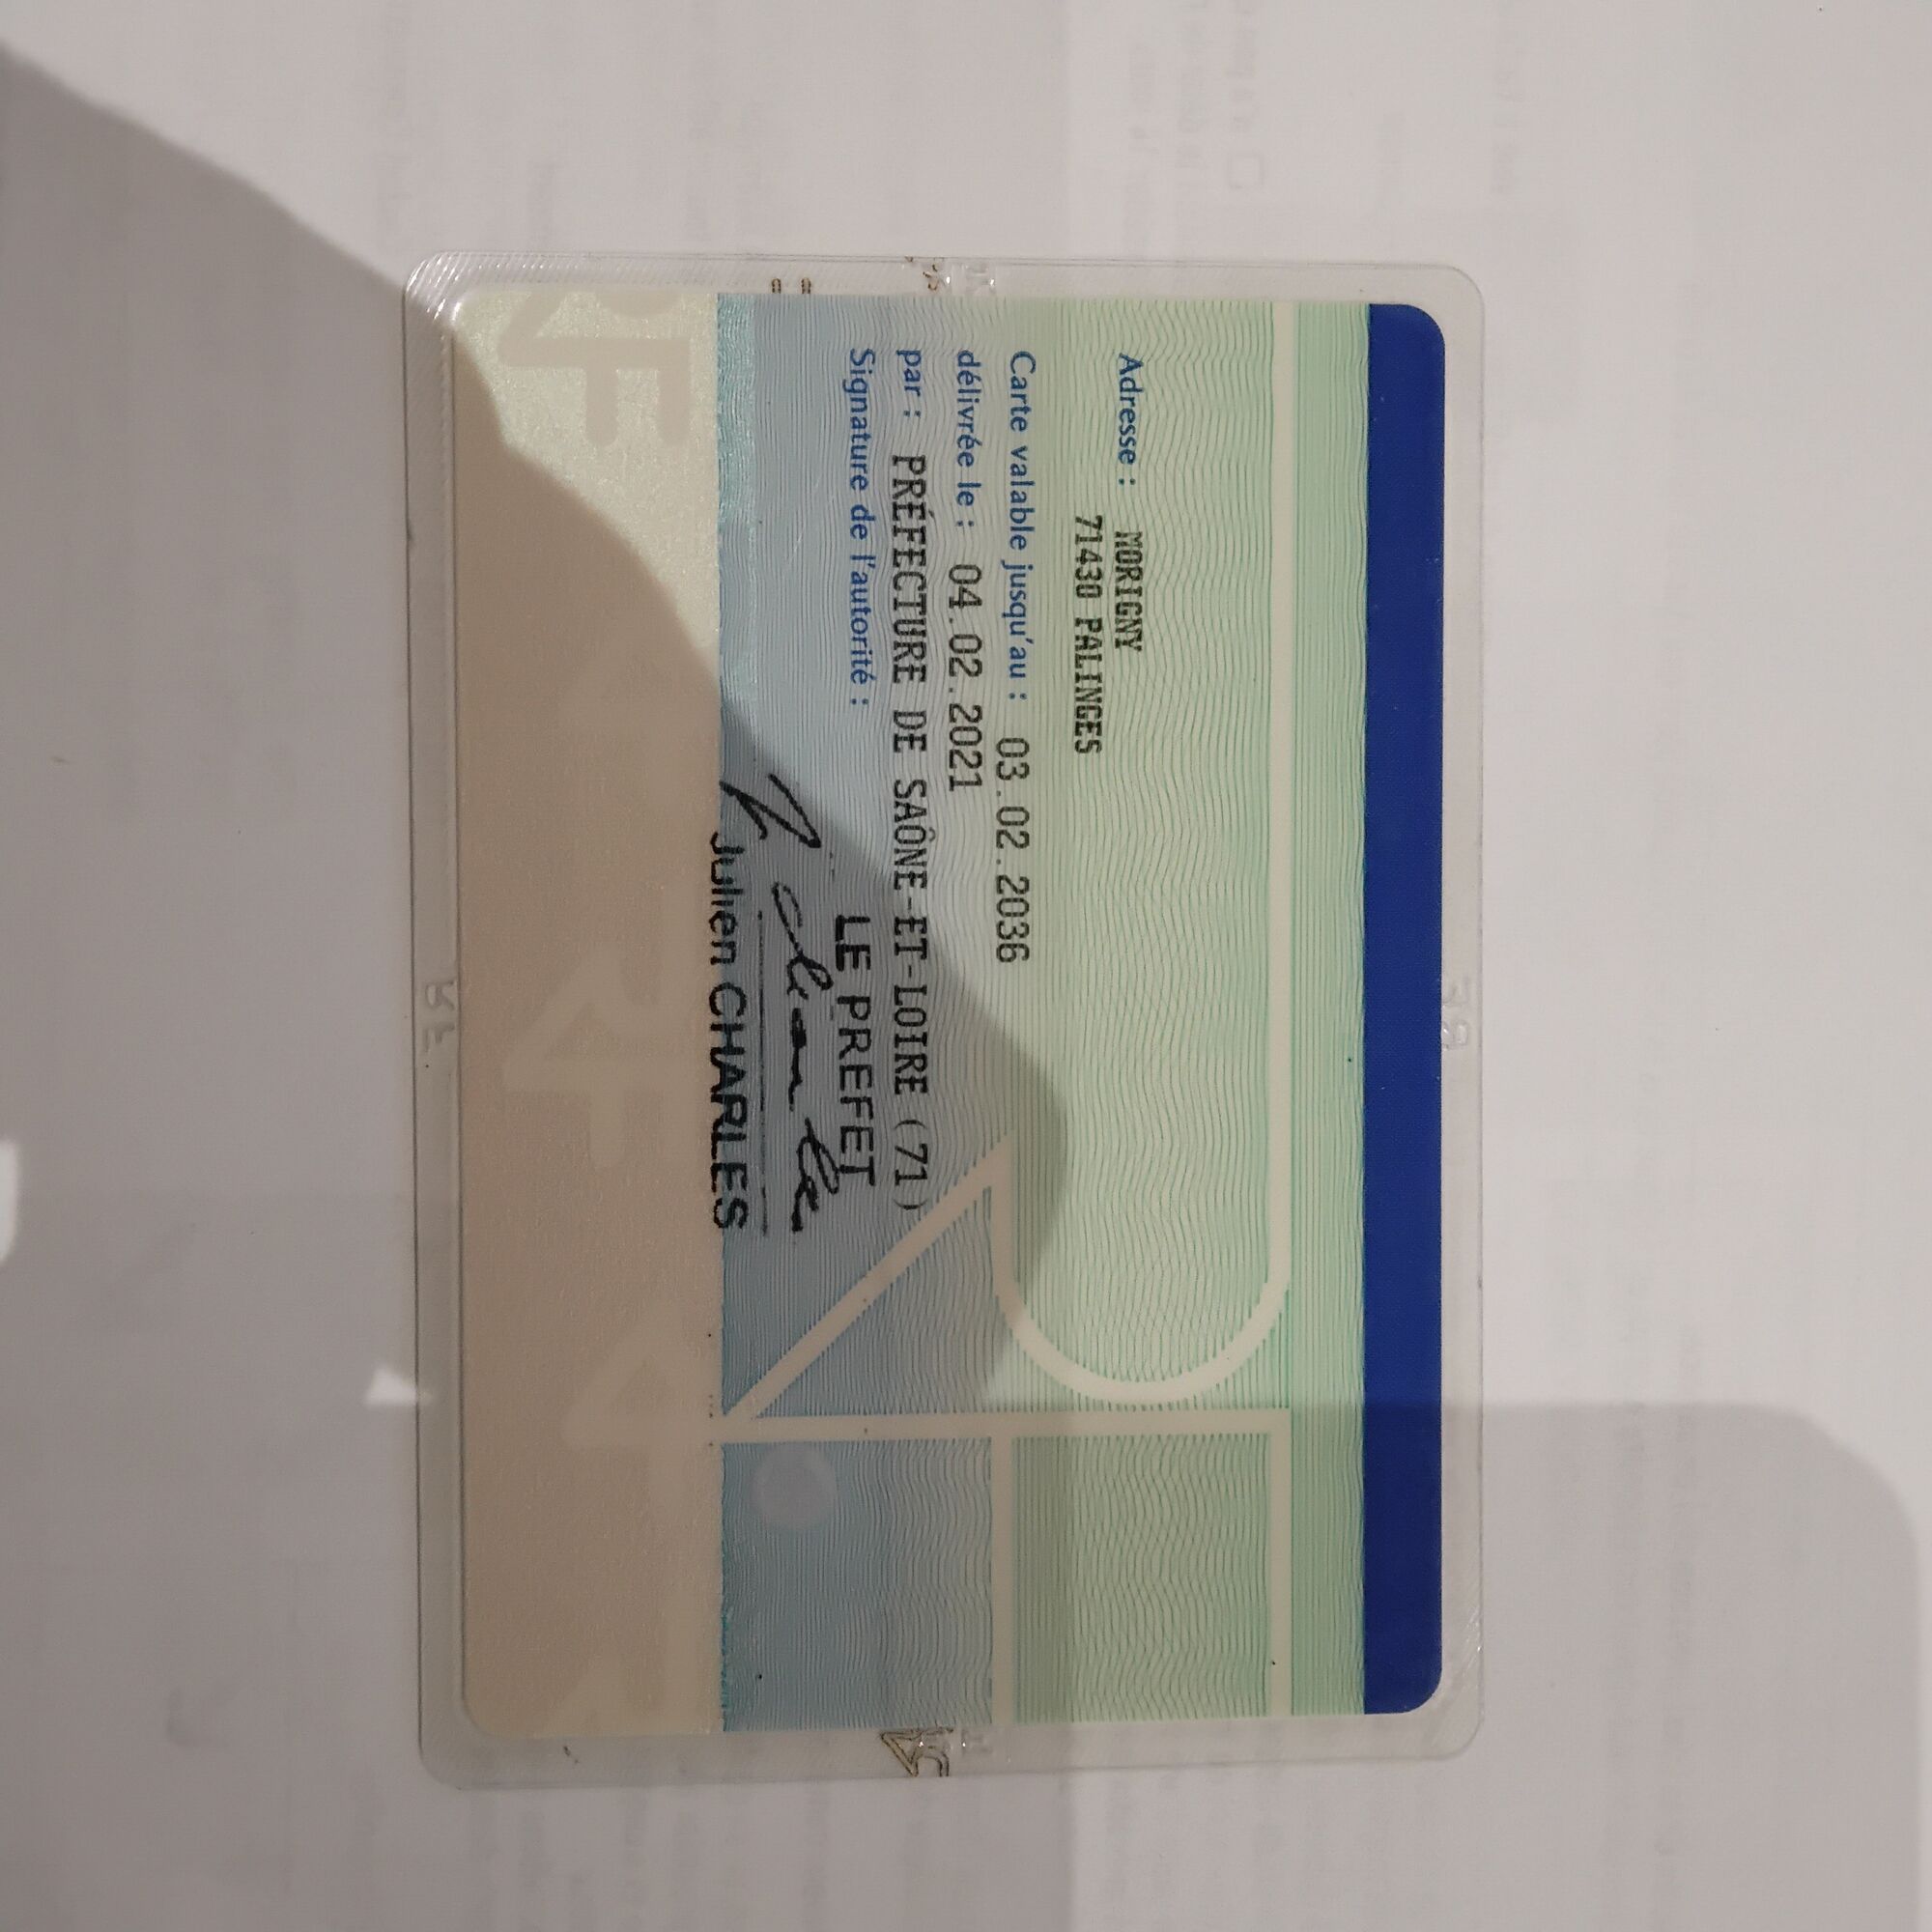 Adresse : MORIGNY
71430 PALINGES
Carte valable jusqu'au : 03.02.2036
délivrée le : 04.02.2021
par : PRÉFECTURE DE SAÔNE-ET-LOIRE (71)
Signature de l'autorité :
LE PREFET
Julien CHARLES
RF